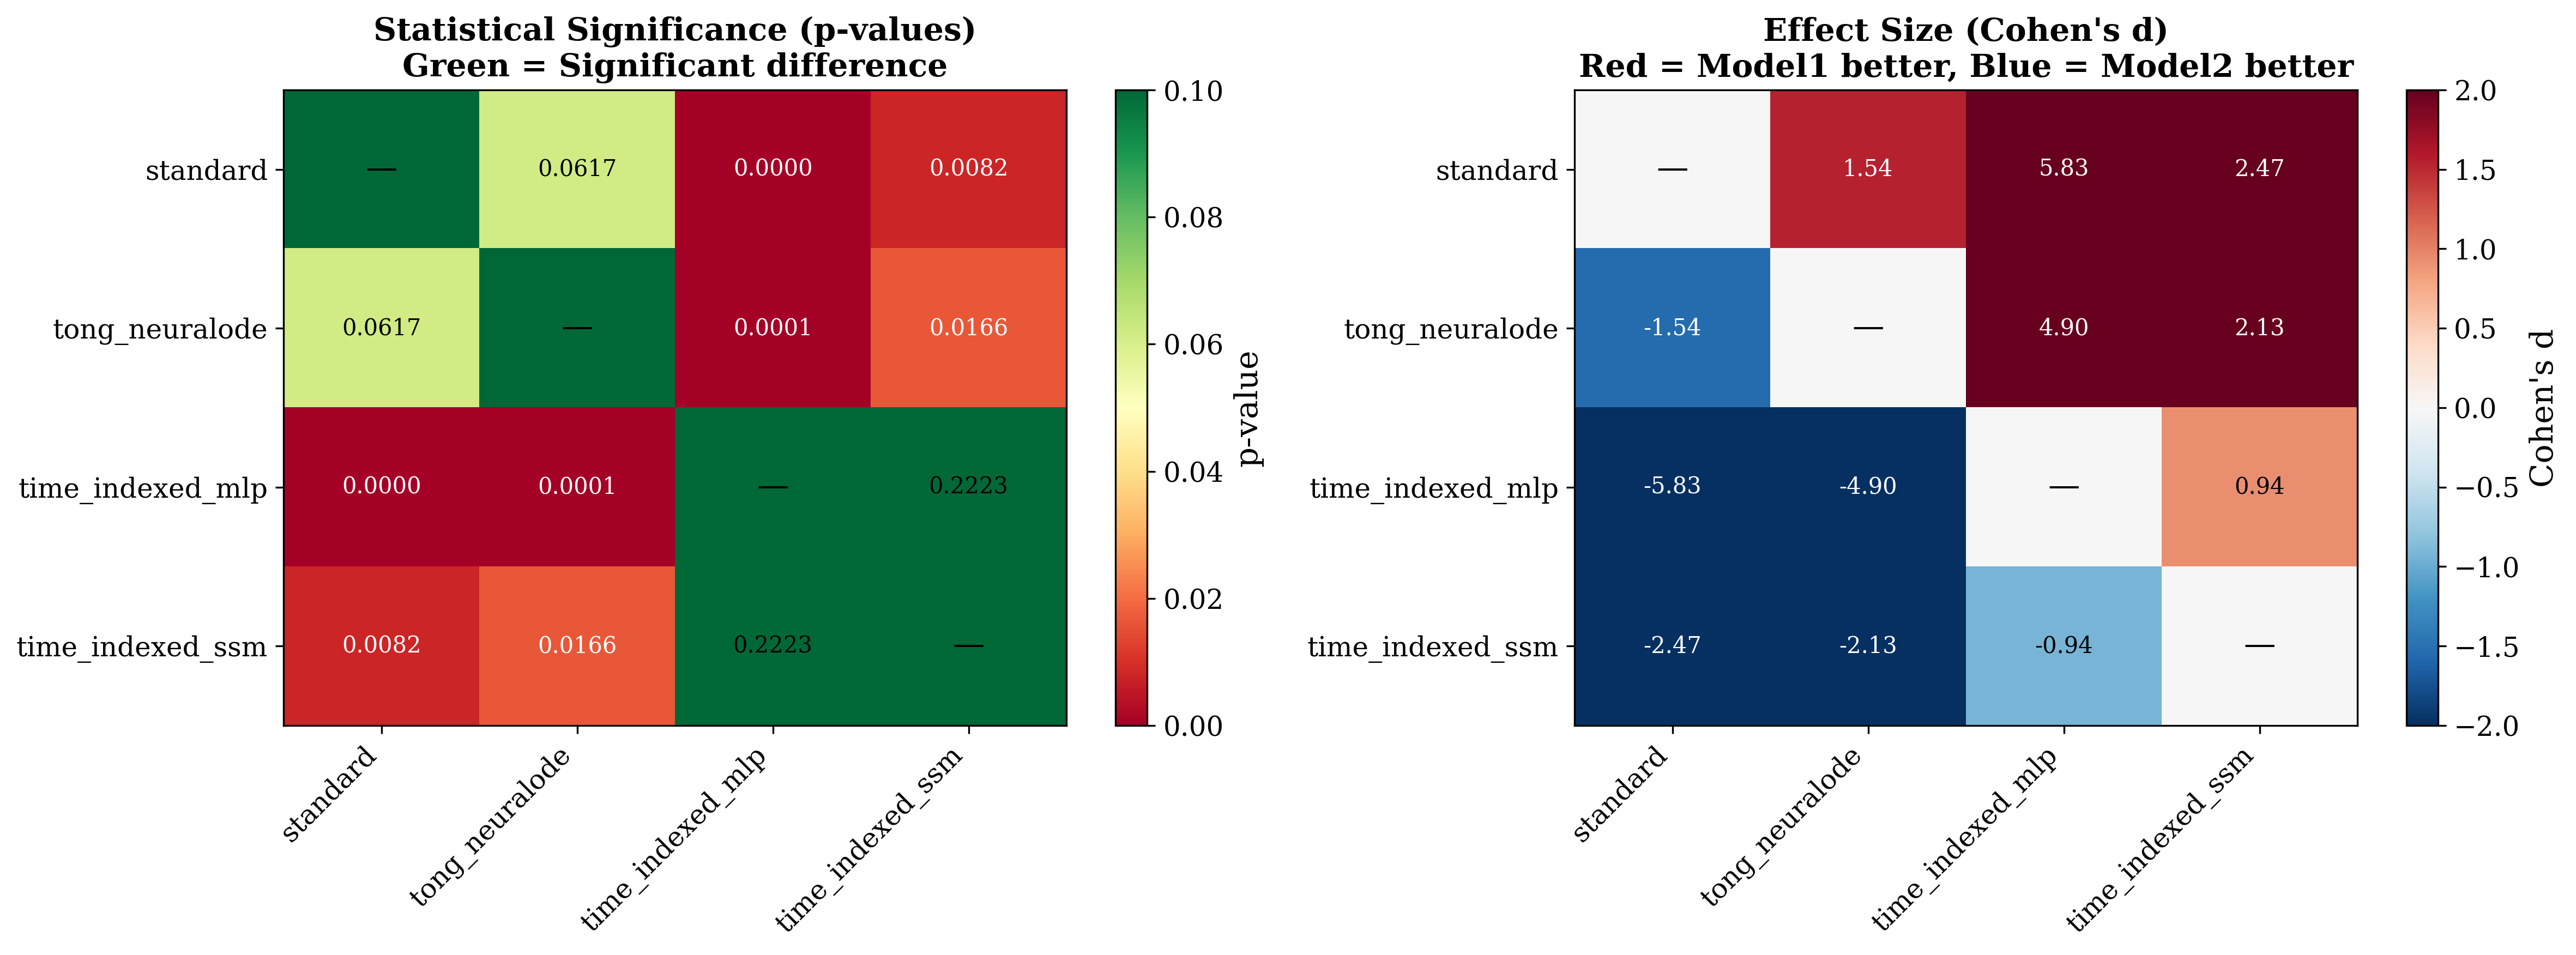 Statistical Significance (p-values)
Green = Significant difference
standard
tong_neuralode
time_indexed_mlp
time_indexed_ssm
— 0.0617 0.0000 0.0082
0.0617 — 0.0001 0.0166
0.0000 0.0001 — 0.2223
0.0082 0.0166 0.2223 —
standard
tong_neuralode
time_indexed_mlp
time_indexed_ssm
0.10
0.08
0.06
0.04
0.02
0.00
p-value
Effect Size (Cohen's d)
Red = Model1 better, Blue = Model2 better
standard
tong_neuralode
time_indexed_mlp
time_indexed_ssm
— 1.54 5.83 2.47
-1.54 — 4.90 2.13
-5.83 -4.90 — 0.94
-2.47 -2.13 -0.94 —
standard
tong_neuralode
time_indexed_mlp
time_indexed_ssm
2.0
1.5
1.0
0.5
0.0
−0.5
−1.0
−1.5
−2.0
Cohen's d